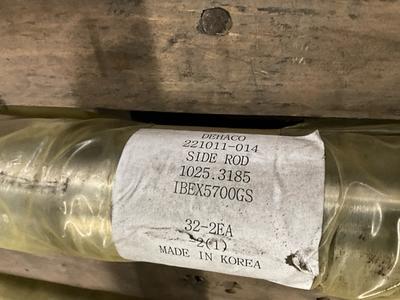 DEHACO
221011-014
SIDE ROD
1025.3185
IBEX5700GS
32-2EA
2(1)
MADE IN KOREA